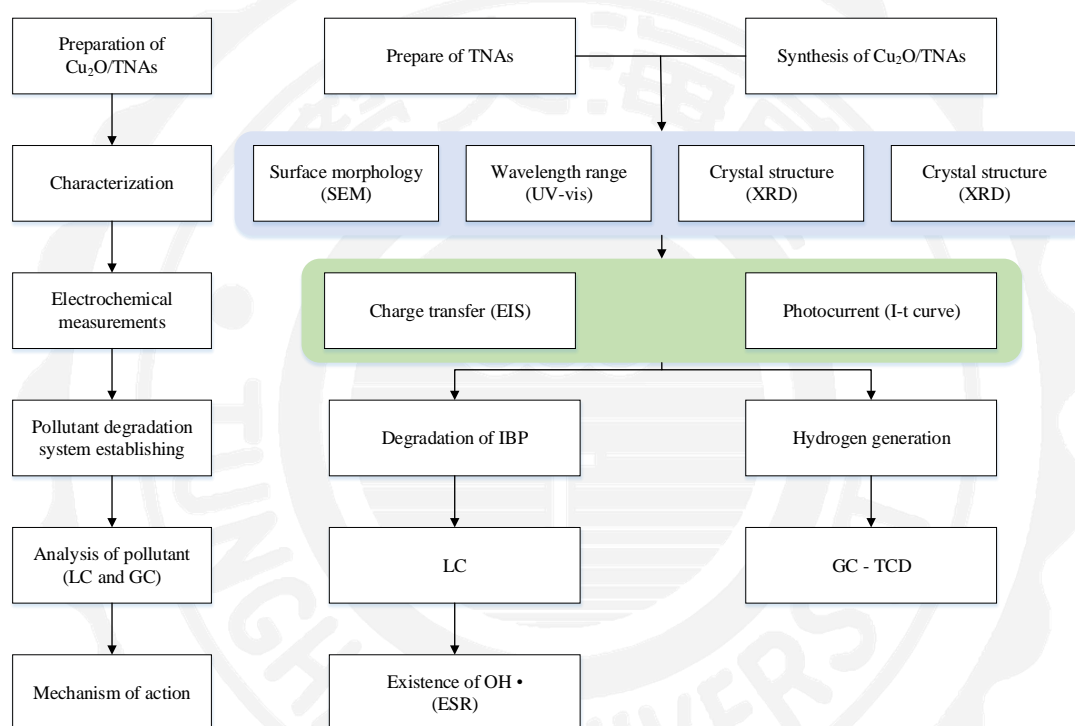 Preparation of
Cu₂O/TNAs
Prepare of TNAs
Synthesis of Cu₂O/TNAs
Characterization
Surface morphology
(SEM)
Wavelength range
(UV-vis)
Crystal structure
(XRD)
Crystal structure
(XRD)
Electrochemical
measurements
Charge transfer (EIS)
Photocurrent (I-t curve)
Pollutant degradation
system establishing
Degradation of IBP
Hydrogen generation
Analysis of pollutant
(LC and GC)
LC
GC - TCD
Mechanism of action
Existence of OH •
(ESR)